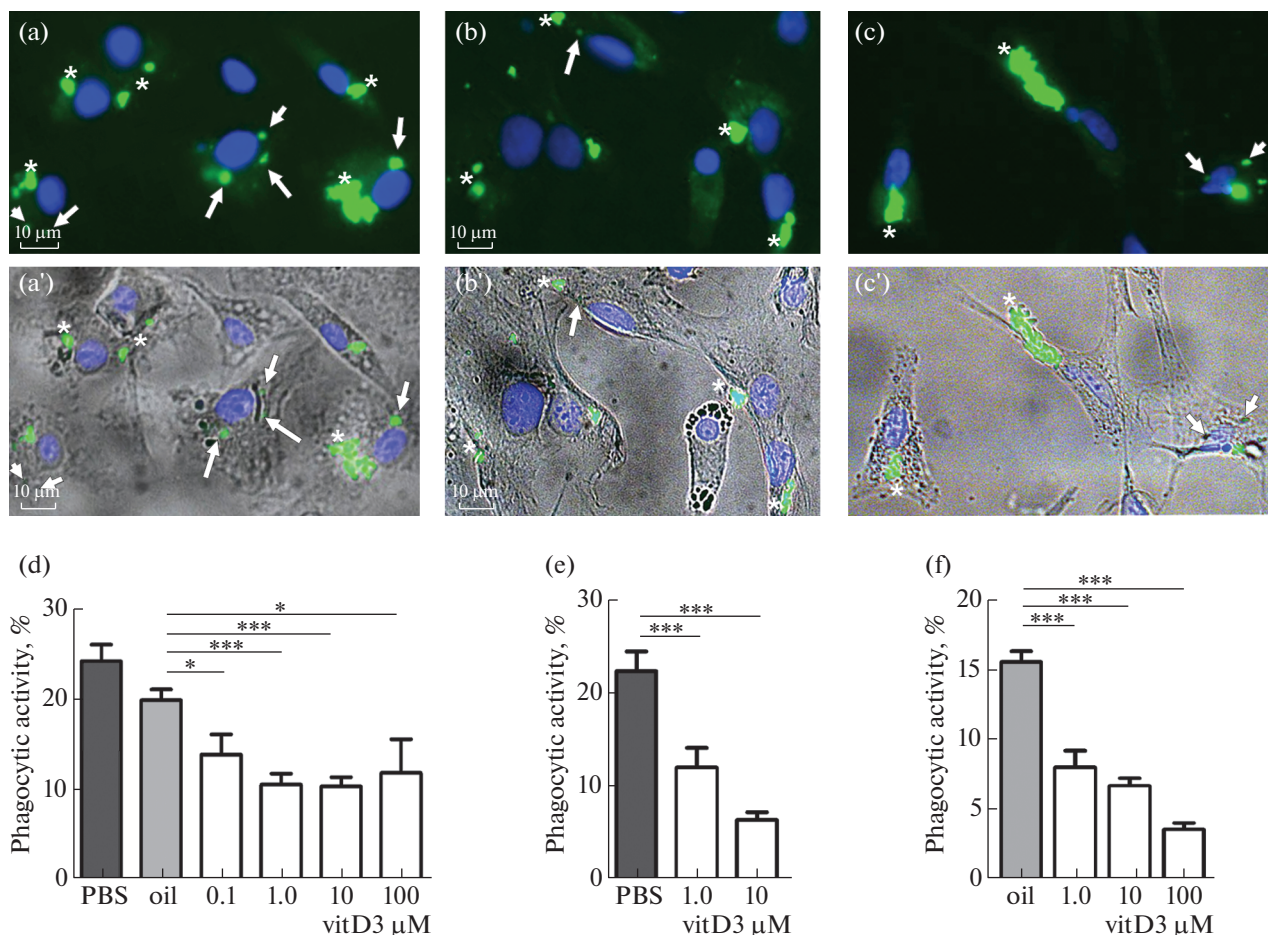 (a) (b) (c)
* * * * *
* * * *
* *
10 μm 10 μm
(a') (b') (c')
* * *
* * * *
* *
10 μm 10 μm
(d) (e) (f)
Phagocytic activity, %
30
20
10
0
*
***
***
*
PBS oil 0.1 1.0 10 100
vitD3 μM
Phagocytic activity, %
30
20
10
0
***
***
PBS 1.0 10
vitD3 μM
Phagocytic activity, %
20
15
10
5
0
***
***
***
oil 1.0 10 100
vitD3 μM